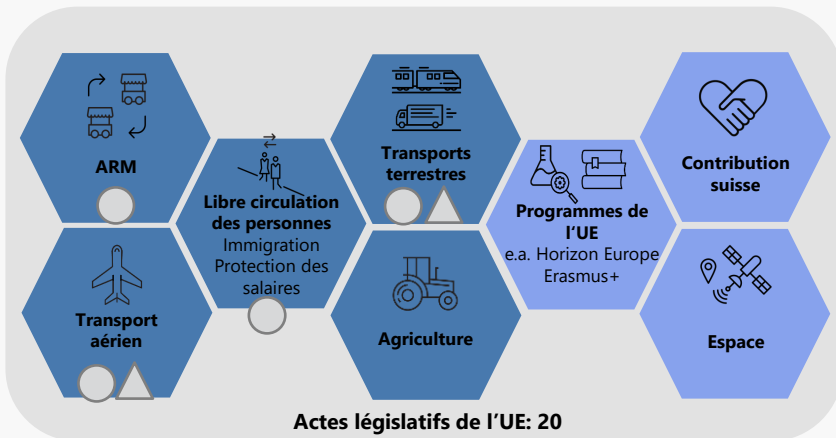 ARM
Libre circulation
des personnes
Immigration
Protection des
salaires
Transports
terrestres
Programmes de
l’UE
e.a. Horizon Europe
Erasmus+
Contribution
suisse
Transport
aérien
Agriculture
Espace
Actes législatifs de l’UE: 20